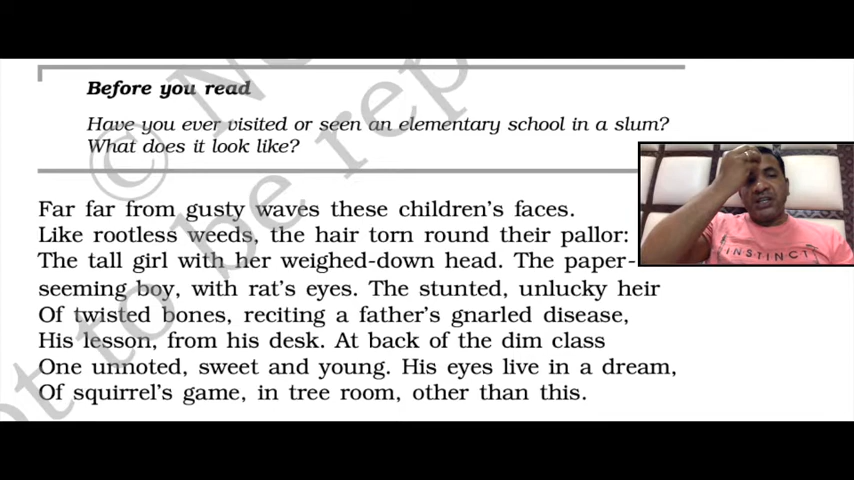 Before you read
Have you ever visited or seen an elementary school in a slum?
What does it look like?
Far far from gusty waves these children's faces.
Like rootless weeds, the hair torn round their pallor:
The tall girl with her weighed-down head. The paper-
seeming boy, with rat's eyes. The stunted, unlucky heir
Of twisted bones, reciting a father's gnarled disease,
His lesson, from his desk. At back of the dim class
One unnoted, sweet and young. His eyes live in a dream,
Of squirrel's game, in tree room, other than this.
© N
not to be rep
INSTINCT